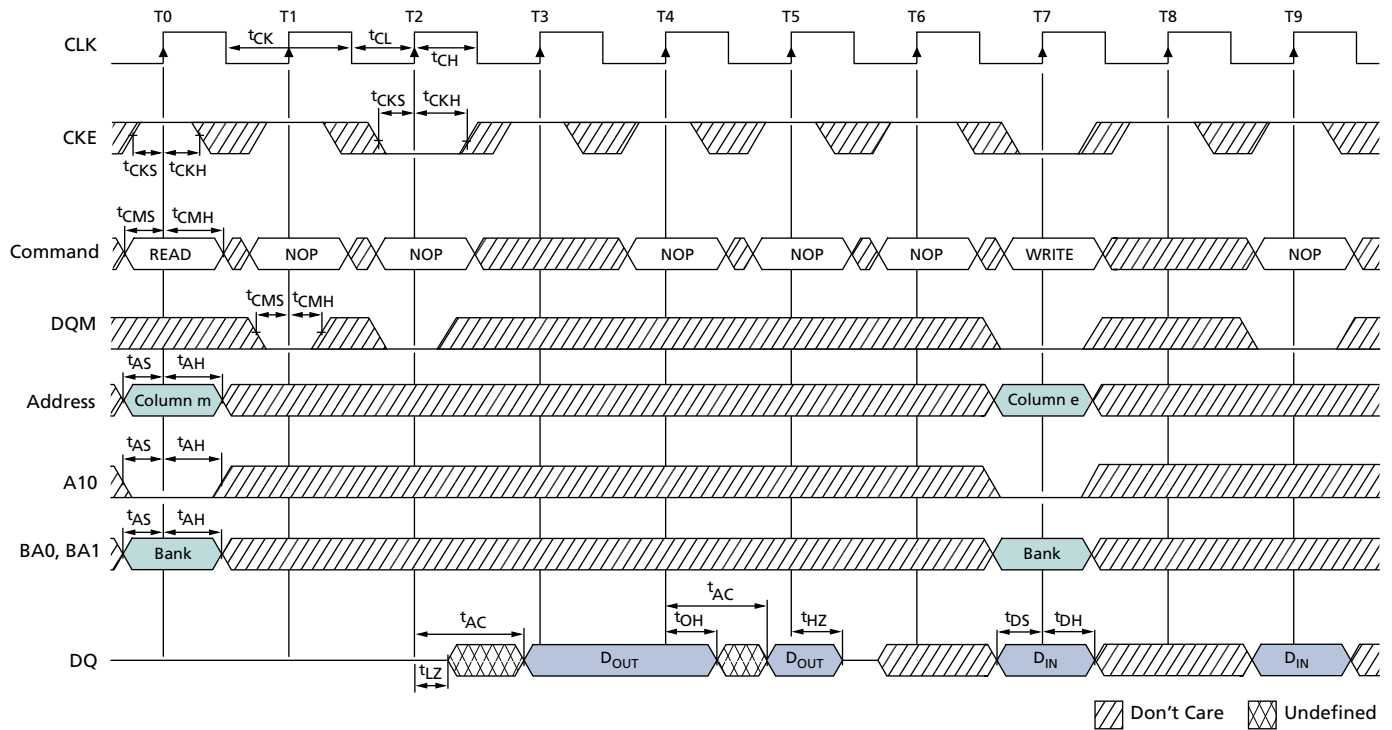 T0 T1 T2 T3 T4 T5 T6 T7 T8 T9
CLK
tCK tCL
tCH
tCKS tCKH
CKE
tCKS tCKH
tCMS tCMH
Command READ NOP NOP NOP NOP NOP WRITE NOP
tCMS tCMH
DQM
tAS tAH
Address Column m Column e
tAS tAH
A10
tAS tAH
BA0, BA1 Bank Bank
tAC
tAC tOH tHZ tDS tDH
DQ DOUT DOUT DIN DIN
tLZ
Don't Care Undefined